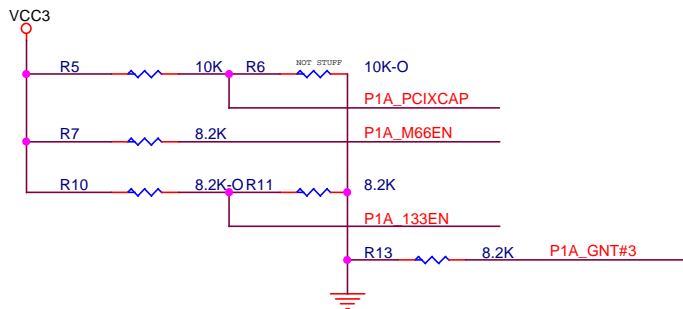 VCC3
R5 10K R6 NOT STUFF 10K-O
P1A_PCIXCAP
R7 8.2K P1A_M66EN
R10 8.2K-O R11 8.2K
P1A_133EN
R13 8.2K P1A_GNT#3